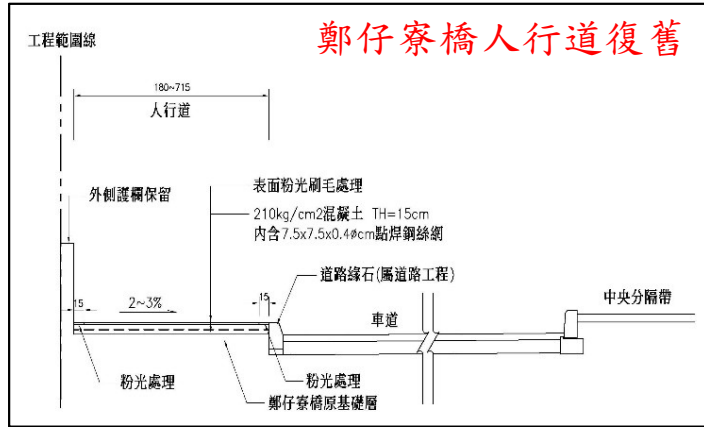 鄭仔寮橋人行道復舊
工程範圍線
180~715
人行道
外側護欄保留
表面粉光刷毛處理
210kg/cm2混凝土 TH=15cm
內含7.5x7.5x0.4øcm點焊鋼絲網
道路緣石(屬道路工程)
中央分隔帶
15
2~3%
15
車道
粉光處理
粉光處理
鄭仔寮橋原基礎層